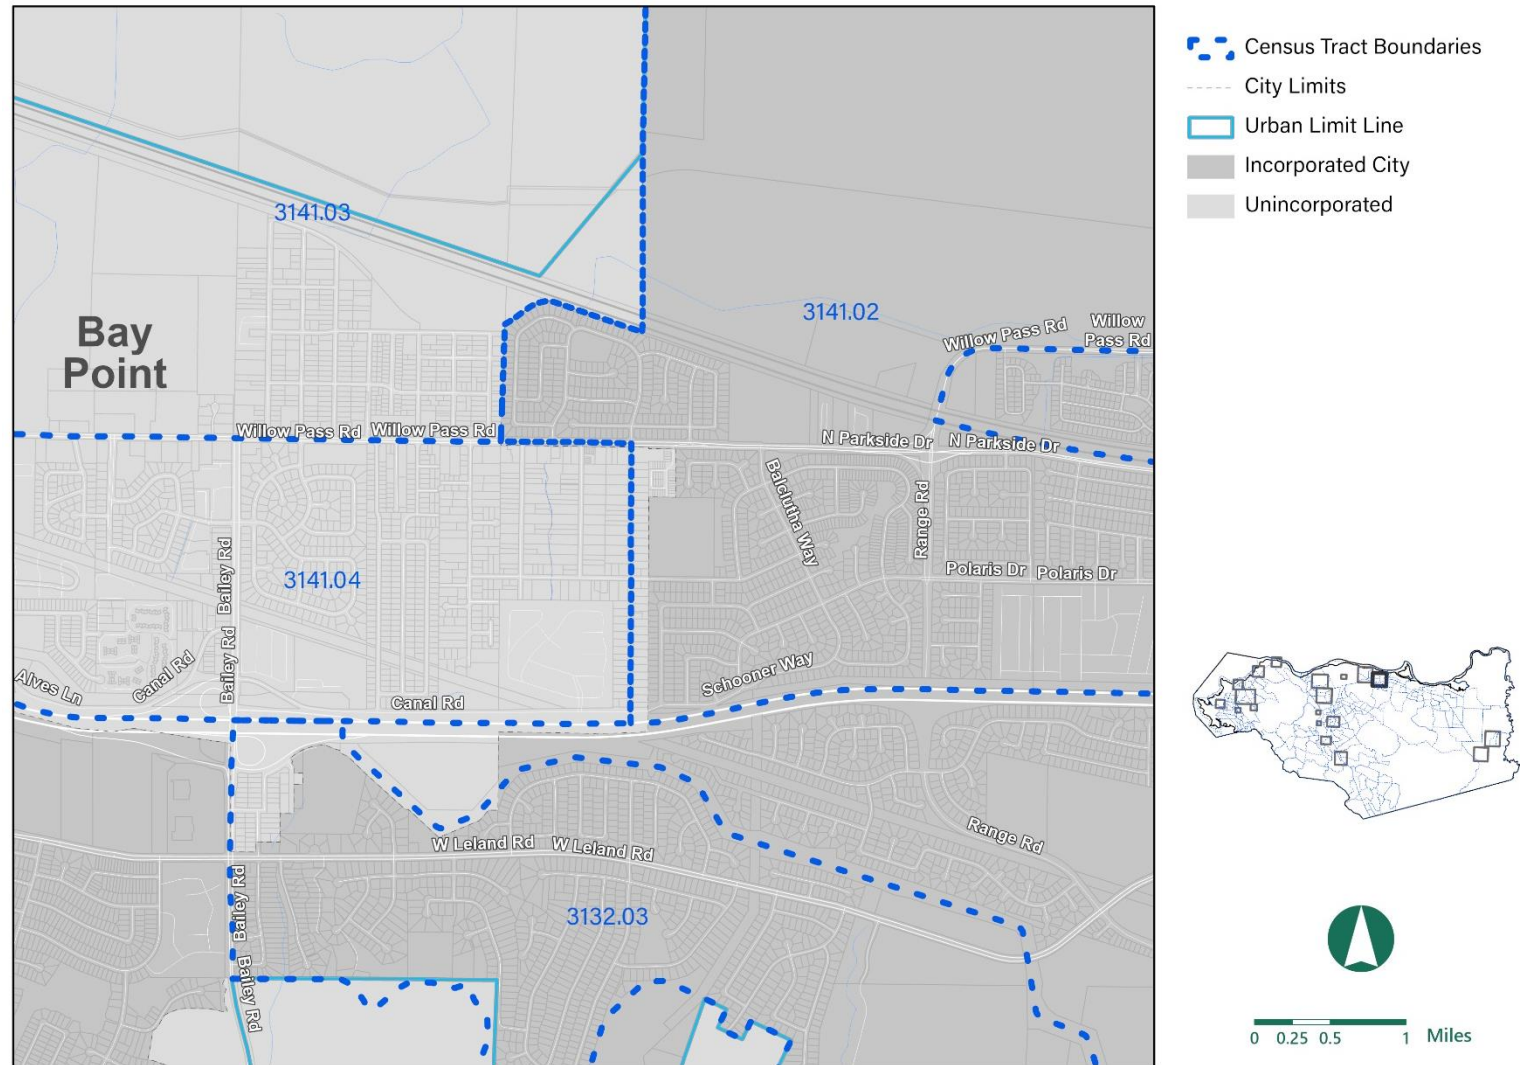 Census Tract Boundaries
City Limits
Urban Limit Line
Incorporated City
Unincorporated
3141.03
3141.02
Bay
Point
Willow Pass Rd
Willow
Pass Rd
Willow Pass Rd
Willow Pass Rd
N Parkside Dr
N Parkside Dr
Balclutha Way
Range Rd
Bailey Rd
3141.04
Polaris Dr
Polaris Dr
Bailey Rd
Canal Rd
Alves Ln
Canal Rd
Schooner Way
W Leland Rd
W Leland Rd
Range Rd
Bailey Rd
3132.03
Bailey Rd
0 0.25 0.5 1 Miles